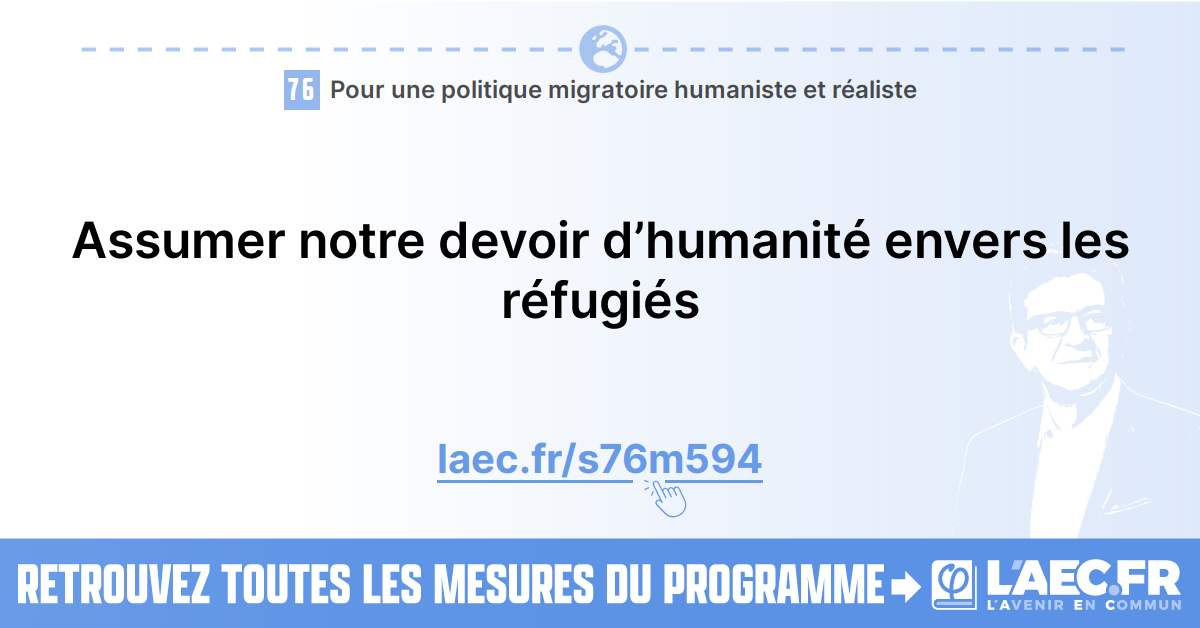 76 Pour une politique migratoire humaniste et réaliste
Assumer notre devoir d’humanité envers les
réfugiés
laec.fr/s76m594
RETROUVEZ TOUTES LES MESURES DU PROGRAMME
L'AEC.FR
L'AVENIR EN COMMUN